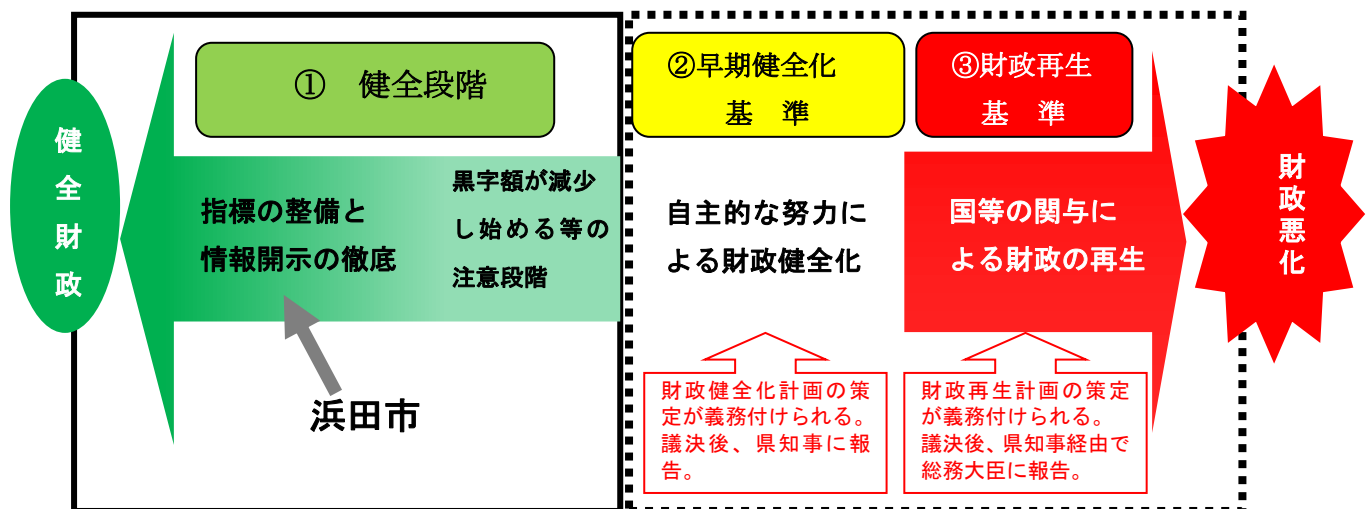 健全財政
① 健全段階
指標の整備と
情報開示の徹底
黒字額が減少
し始める等の
注意段階
浜田市
②早期健全化
基 準
自主的な努力に
よる財政健全化
財政健全化計画の策
定が義務付けられる。
議決後、県知事に報
告。
③財政再生
基 準
国等の関与に
よる財政の再生
財政再生計画の策定
が義務付けられる。
議決後、県知事経由で
総務大臣に報告。
財政悪化